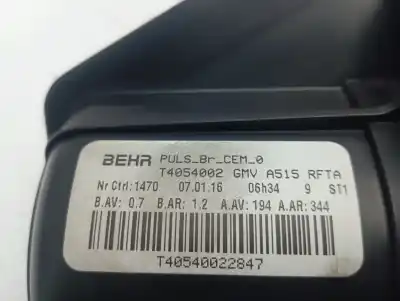 BEHR PULS_Br_CEM_0
T4054002 GMV A515 RFTA
Nr Ctrl:1470 07.01.16 06h34 9 ST1
B.AV: 0.7 B.AR: 1.2 A.AV: 194 A.AR: 344
T40540022847